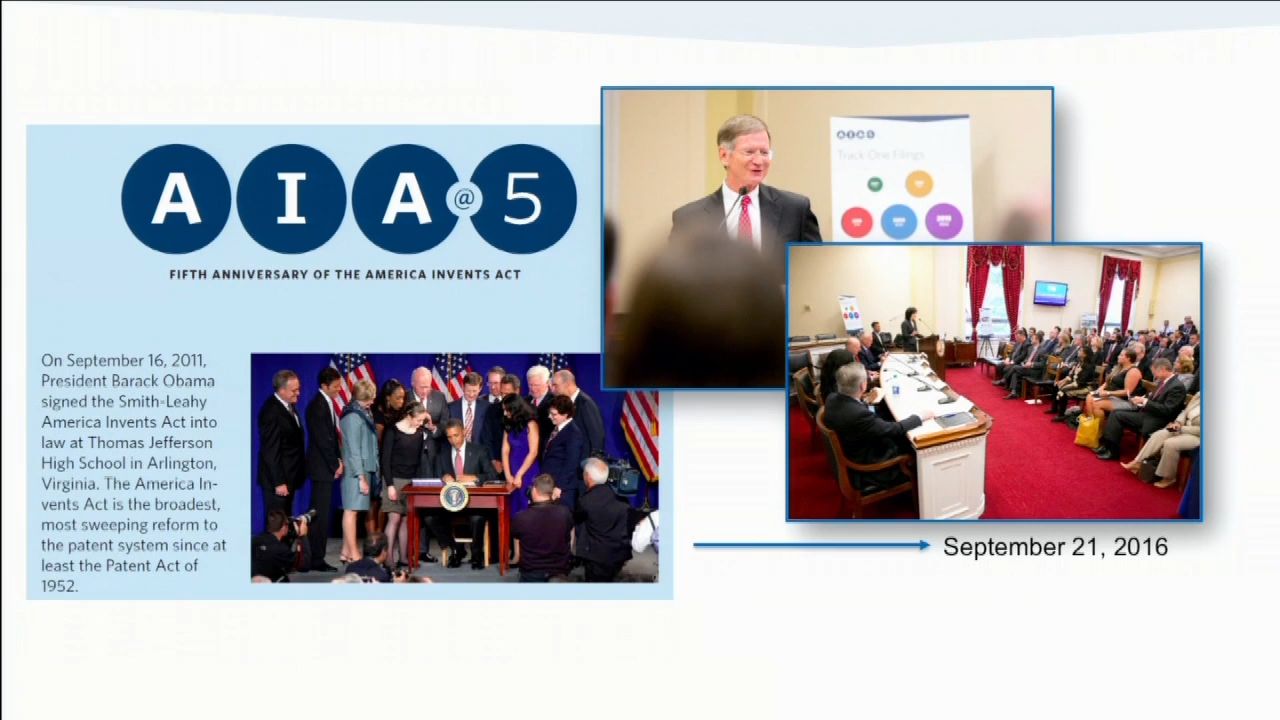 A I A @ 5
FIFTH ANNIVERSARY OF THE AMERICA INVENTS ACT
On September 16, 2011,
President Barack Obama
signed the Smith-Leahy
America Invents Act into
law at Thomas Jefferson
High School in Arlington,
Virginia. The America In-
vents Act is the broadest,
most sweeping reform to
the patent system since at
least the Patent Act of
1952.
AIA@5
Track One Filings
September 21, 2016